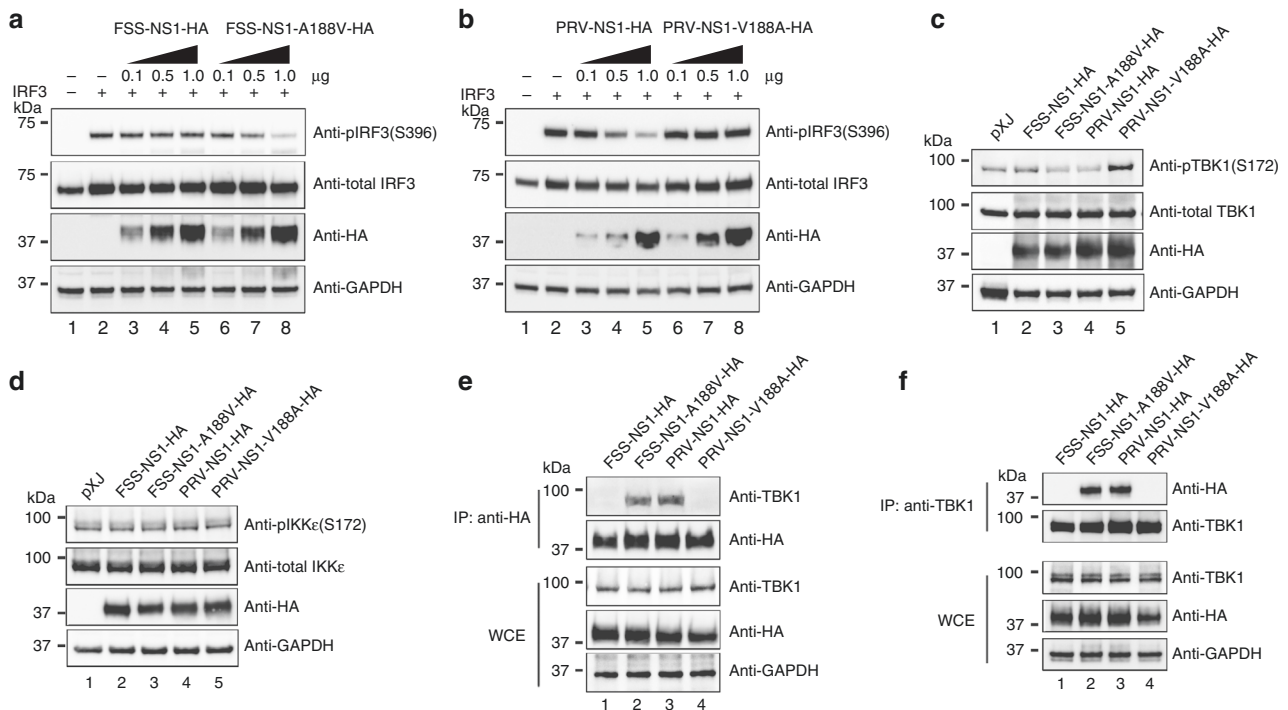 a
FSS-NS1-HA FSS-NS1-A188V-HA
– – 0.1 0.5 1.0 0.1 0.5 1.0 μg
IRF3 – + + + + + + +
kDa
75 Anti-pIRF3(S396)
75 Anti-total IRF3
37 Anti-HA
37 Anti-GAPDH
1 2 3 4 5 6 7 8
b
PRV-NS1-HA PRV-NS1-V188A-HA
– – 0.1 0.5 1.0 0.1 0.5 1.0
IRF3 – + + + + + + +
kDa
75 Anti-pIRF3(S396)
75 Anti-total IRF3
37 Anti-HA
37 Anti-GAPDH
1 2 3 4 5 6 7 8
c
pXJ
FSS-NS1-HA
FSS-NS1-A188V-HA
PRV-NS1-HA
PRV-NS1-V188A-HA
kDa
100 Anti-pTBK1(S172)
100 Anti-total TBK1
37 Anti-HA
37 Anti-GAPDH
1 2 3 4 5
d
pXJ
FSS-NS1-HA
FSS-NS1-A188V-HA
PRV-NS1-HA
PRV-NS1-V188A-HA
kDa
100 Anti-pIKKε(S172)
100 Anti-total IKKε
37 Anti-HA
37 Anti-GAPDH
1 2 3 4 5
e
FSS-NS1-HA
FSS-NS1-A188V-HA
PRV-NS1-HA
PRV-NS1-V188A-HA
kDa
100 Anti-TBK1
IP: anti-HA
37 Anti-HA
100 Anti-TBK1
WCE
37 Anti-HA
37 Anti-GAPDH
1 2 3 4
f
FSS-NS1-HA
FSS-NS1-A188V-HA
PRV-NS1-HA
PRV-NS1-V188A-HA
kDa
37 Anti-HA
IP: anti-TBK1
100 Anti-TBK1
100 Anti-TBK1
WCE
37 Anti-HA
37 Anti-GAPDH
1 2 3 4